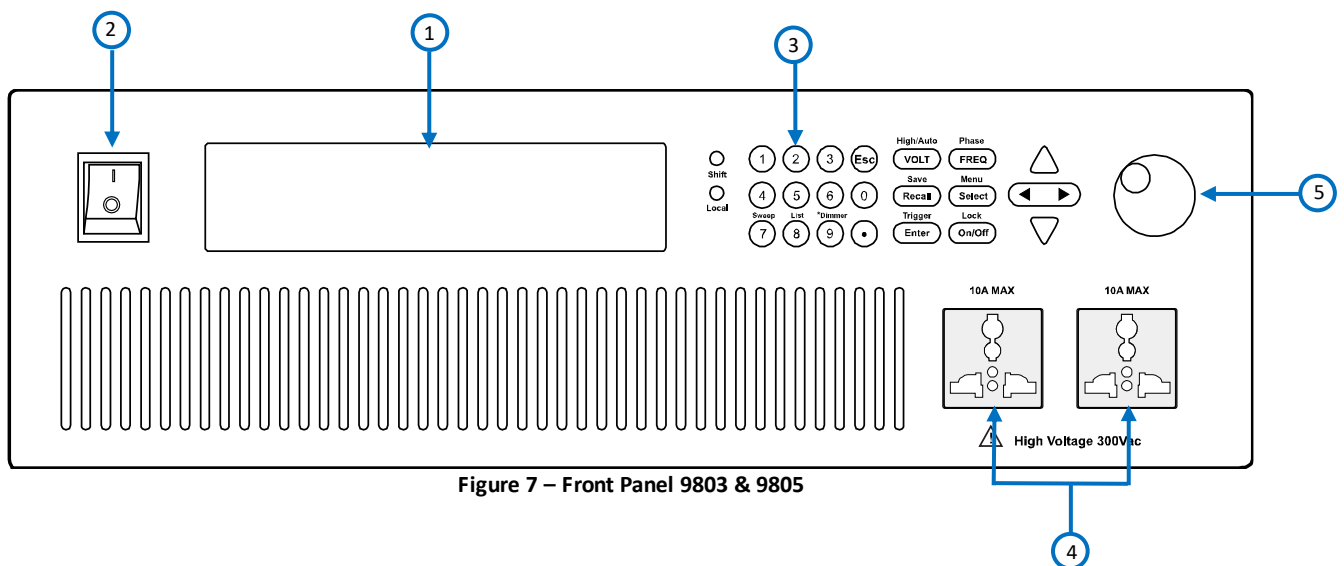 2
1
3
High/Auto Phase
1 2 3 Esc VOLT FREQ
Shift
Save Menu
4 5 6 0 Recall Select
5
Local
Sweep List *Dimmer Trigger Lock
7 8 9 • Enter On/Off
10A MAX 10A MAX
High Voltage 300Vac
Figure 7 – Front Panel 9803 & 9805
4